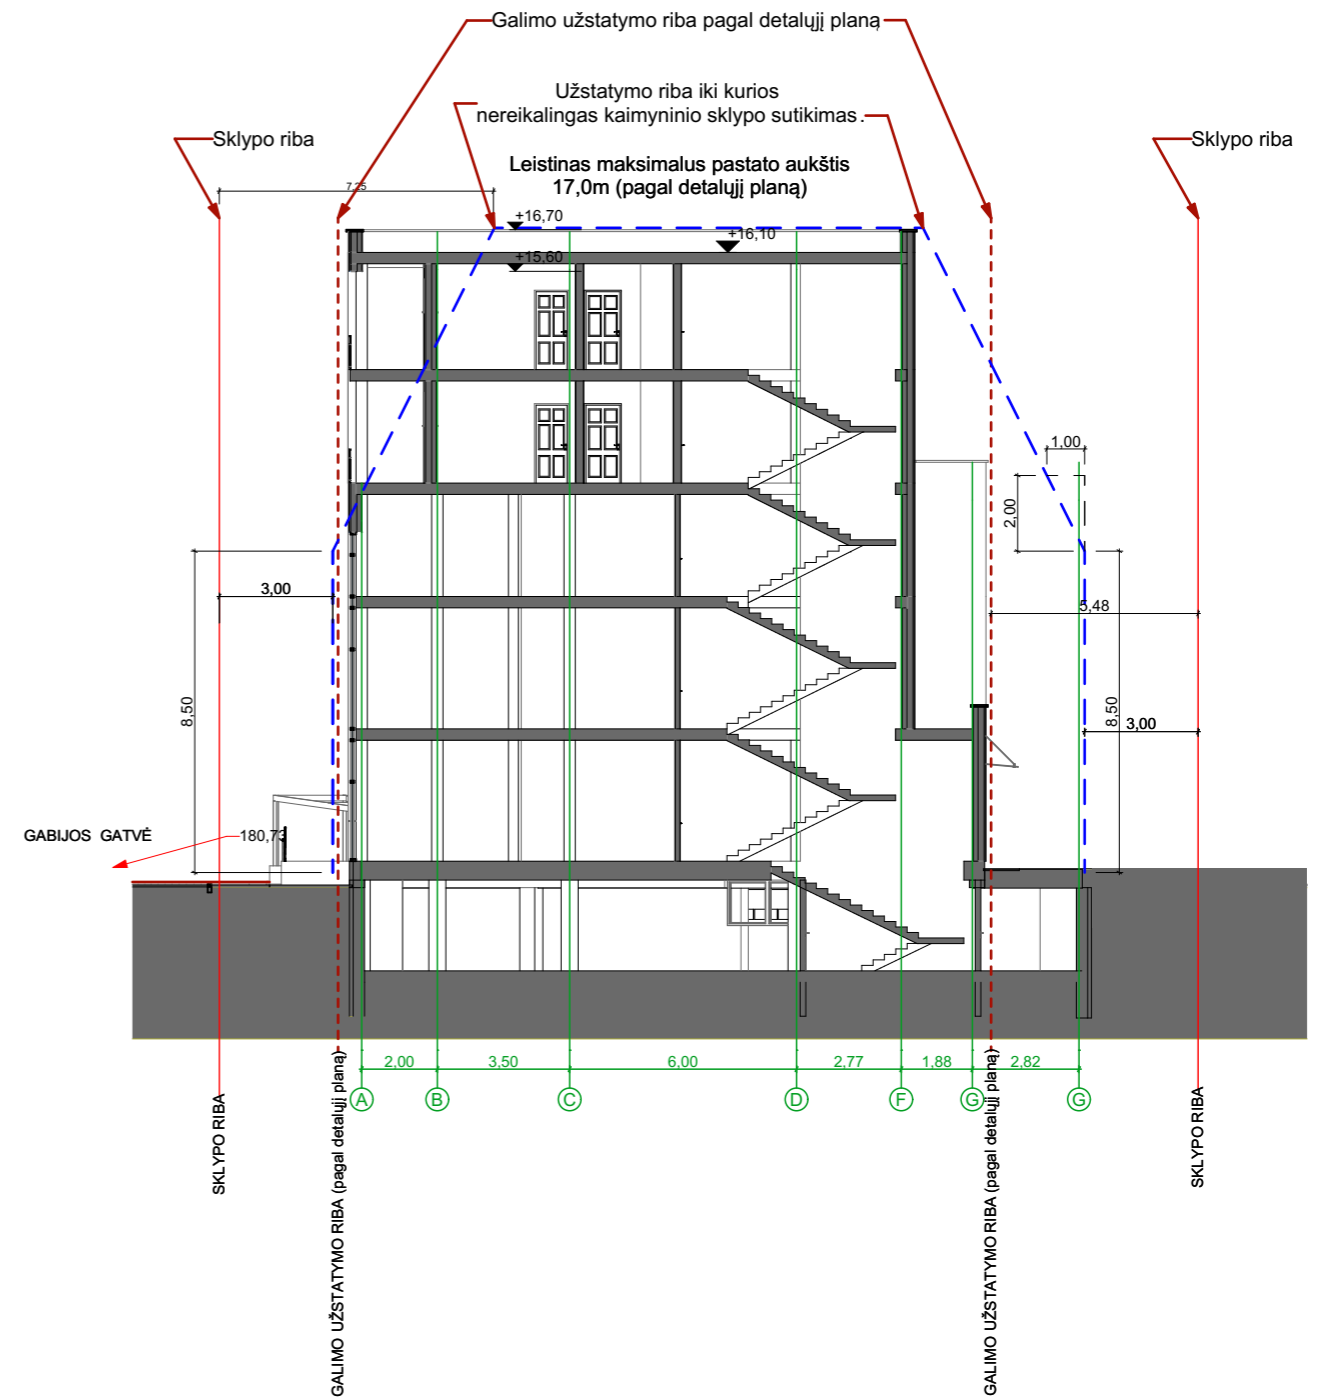 Galimo užstatymo riba pagal detalųjį planą
Užstatymo riba iki kurios
nereikalingas kaimyninio sklypo sutikimas.
Sklypo riba
Sklypo riba
Leistinas maksimalus pastato aukštis
17,0m (pagal detalųjį planą)
7,25
+16,70
+16,10
+15,60
1,00
2,00
3,00
5,48
8,50
8,50
3,00
GABIJOS GATVĖ
180,73
2,00
3,50
6,00
2,77
1,88
2,82
A
B
C
D
F
G
G
SKLYPO RIBA
GALIMO UŽSTATYMO RIBA (pagal detalųjį planą)
GALIMO UŽSTATYMO RIBA (pagal detalųjį planą)
SKLYPO RIBA